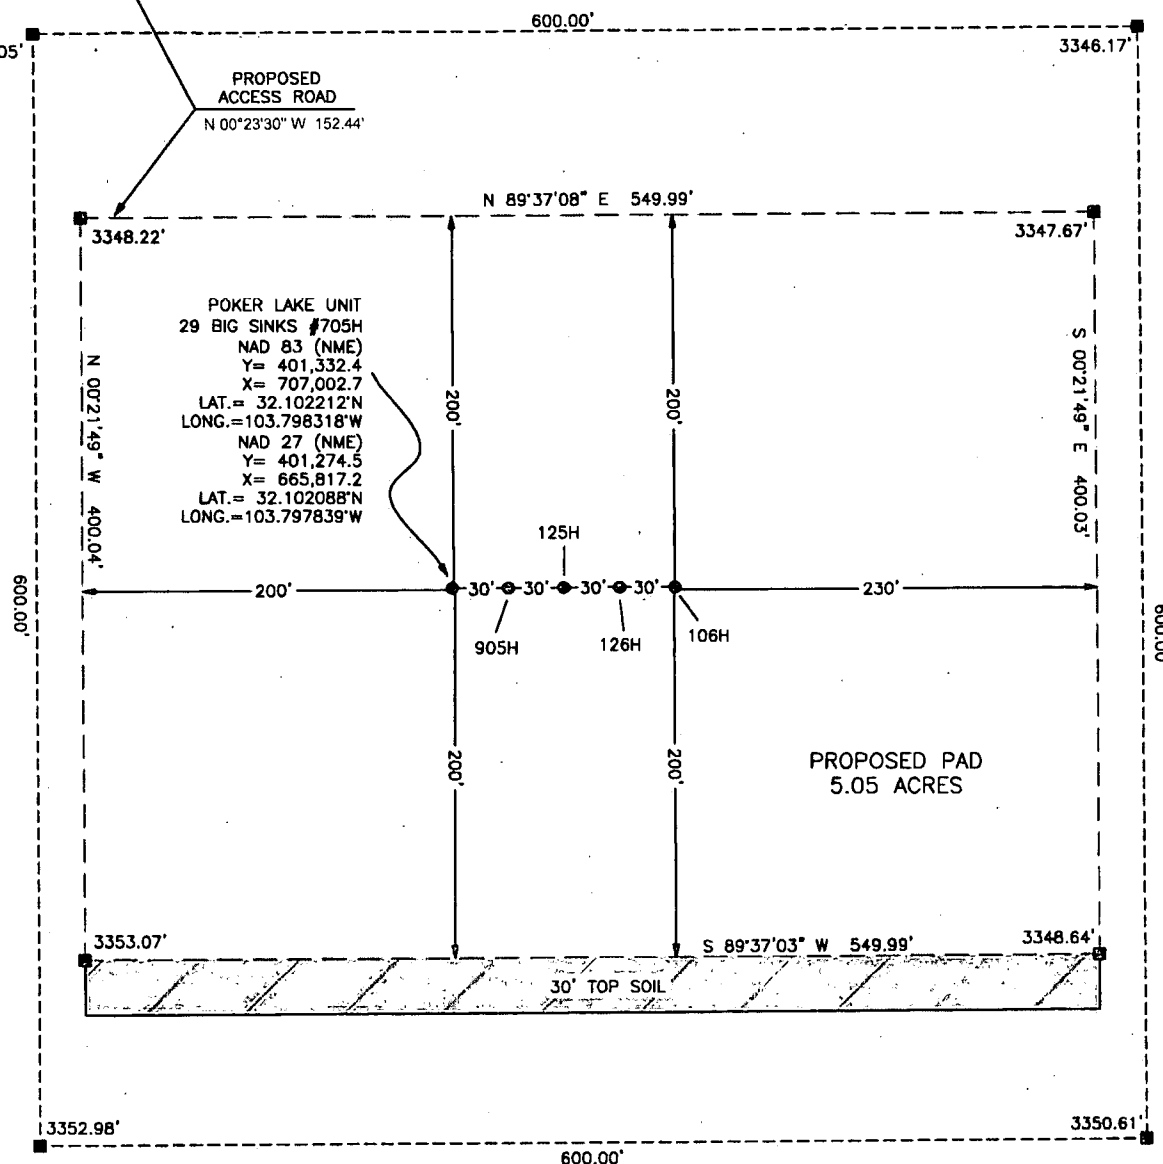 600.00'
05'
3346.17'
PROPOSED
ACCESS ROAD
N 00°23'30" W 152.44'
N 89°37'08" E 549.99'
3348.22'
3347.67'
POKER LAKE UNIT
29 BIG SINKS #705H
NAD 83 (NME)
Y= 401,332.4
X= 707,002.7
LAT.= 32.102212°N
LONG.=103.798318°W
NAD 27 (NME)
Y= 401,274.5
X= 665,817.2
LAT.= 32.102088°N
LONG.=103.797839°W
N 00°21'49" W 400.04'
S 00°21'49" E 400.03'
200'
200'
125H
200'
30'
30'
30'
30'
230'
905H
126H
106H
600.00'
600.00'
200'
200'
PROPOSED PAD
5.05 ACRES
3353.07'
S 89°37'03" W 549.99'
3348.64'
30' TOP SOIL
3352.98'
3350.61'
600.00'